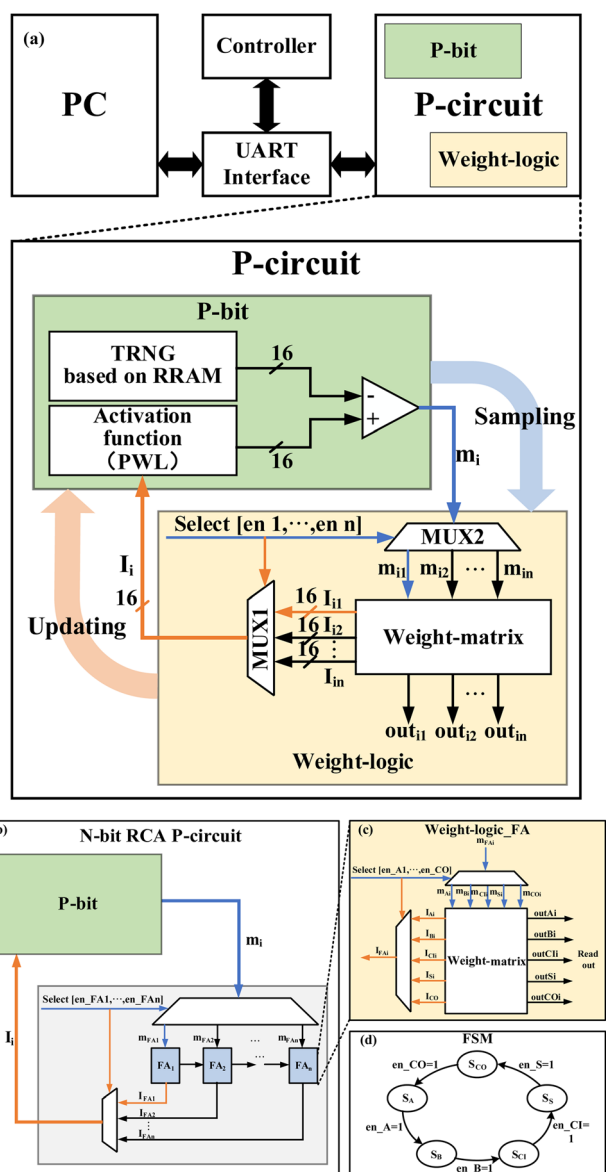 (a)
PC
Controller
UART
Interface
P-bit
P-circuit
Weight-logic
P-circuit
P-bit
TRNG
based on RRAM
16
Activation
function
（PWL）
16
-
+
Sampling
mi
Select [en 1,⋯,en n]
MUX2
Ii
mi1 mi2 ⋯ min
16
Updating
MUX1
16 Ii1
16 Ii2
⋮
16
Iin
Weight-matrix
⋯
outi1 outi2 outin
Weight-logic
b)
N-bit RCA P-circuit
P-bit
mi
Ii
Select [en_FA1,⋯,en_FAn]
mFA1 mFA2 ⋯ mFAn
FA1 FA2 ⋯ FAn
IFA1
IFA2
⋮
IFAn
(c)
Weight-logic_FA
mFAi
Select [en_A1,⋯,en_CO]
mAi mBi mCIi mSi mCOi
IFAi
IAi
IBi
ICIi
ISi
ICO
Weight-matrix
outAi
outBi
outCIi
outSi
outCOi
Read
out
(d)
FSM
en_CO=1
SCO
en_S=1
SA
SS
en_A=1
en_CI=
1
SB
en_B=1
SCI